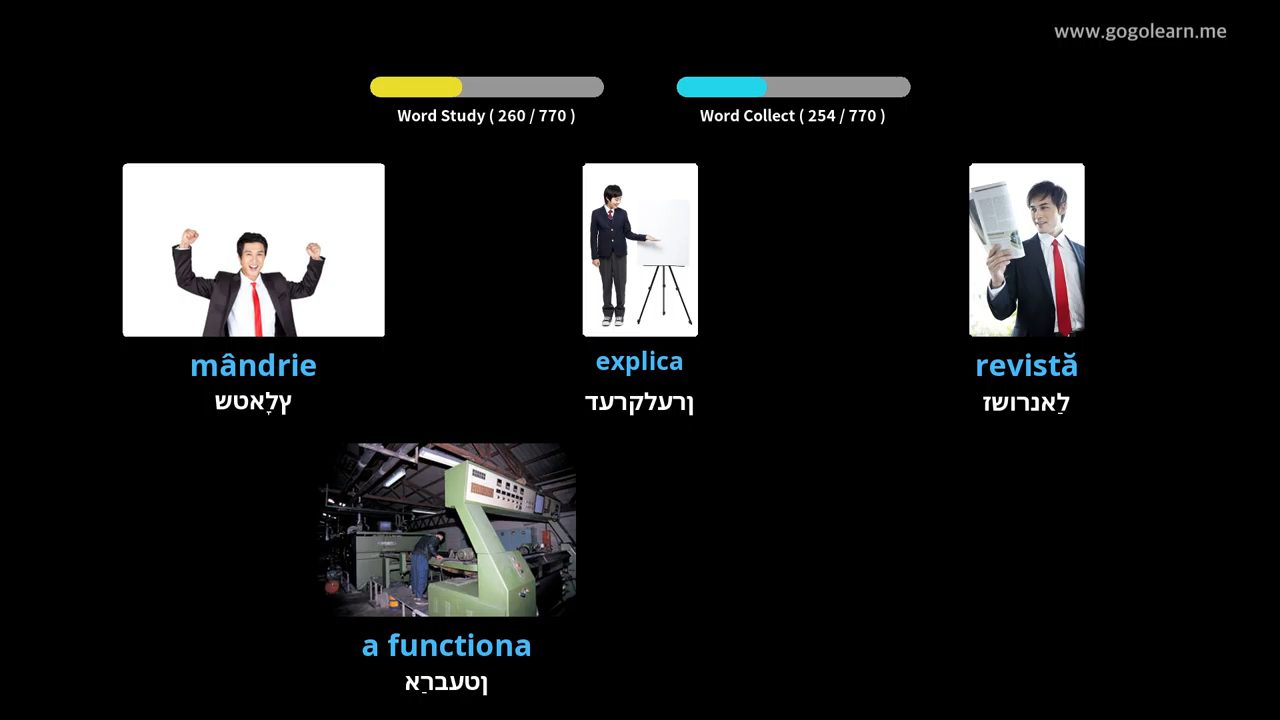 www.gogolearn.me
Word Study ( 260 / 770 )
Word Collect ( 254 / 770 )
mândrie
שטאָלץ
explica
דערקלערן
revistă
זשורנאַל
a functiona
אַרבעטן